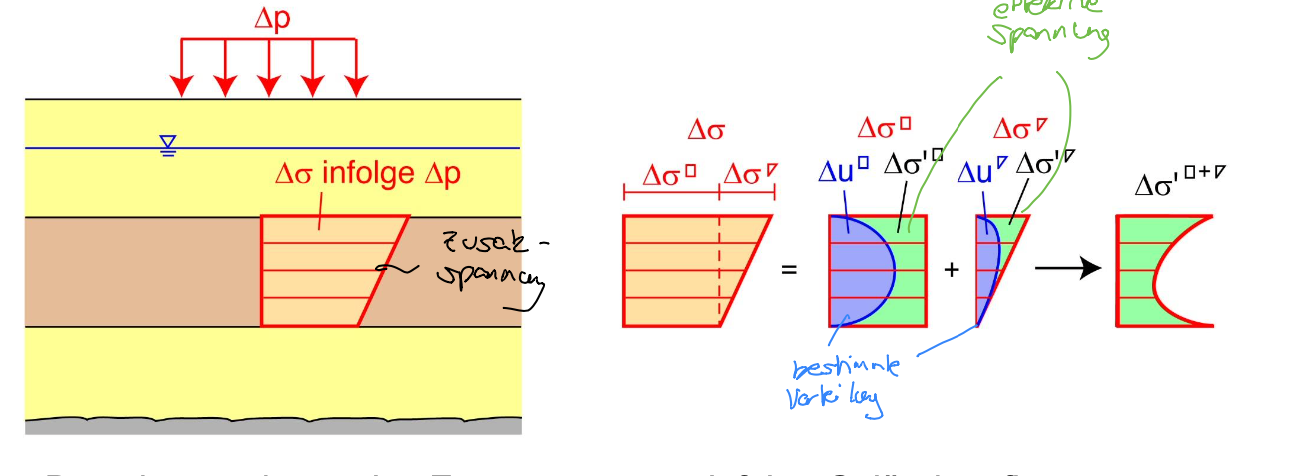 Δp
effektive
Spannung
Δσ infolge Δp
Zusatz-
spannung
Δσ
Δσ▯ Δσ▽
Δσ▯
Δu▯ Δσ'▯
Δσ▽
Δu▽ Δσ'▽
=
+
Δσ'▯+▽
bestimmte